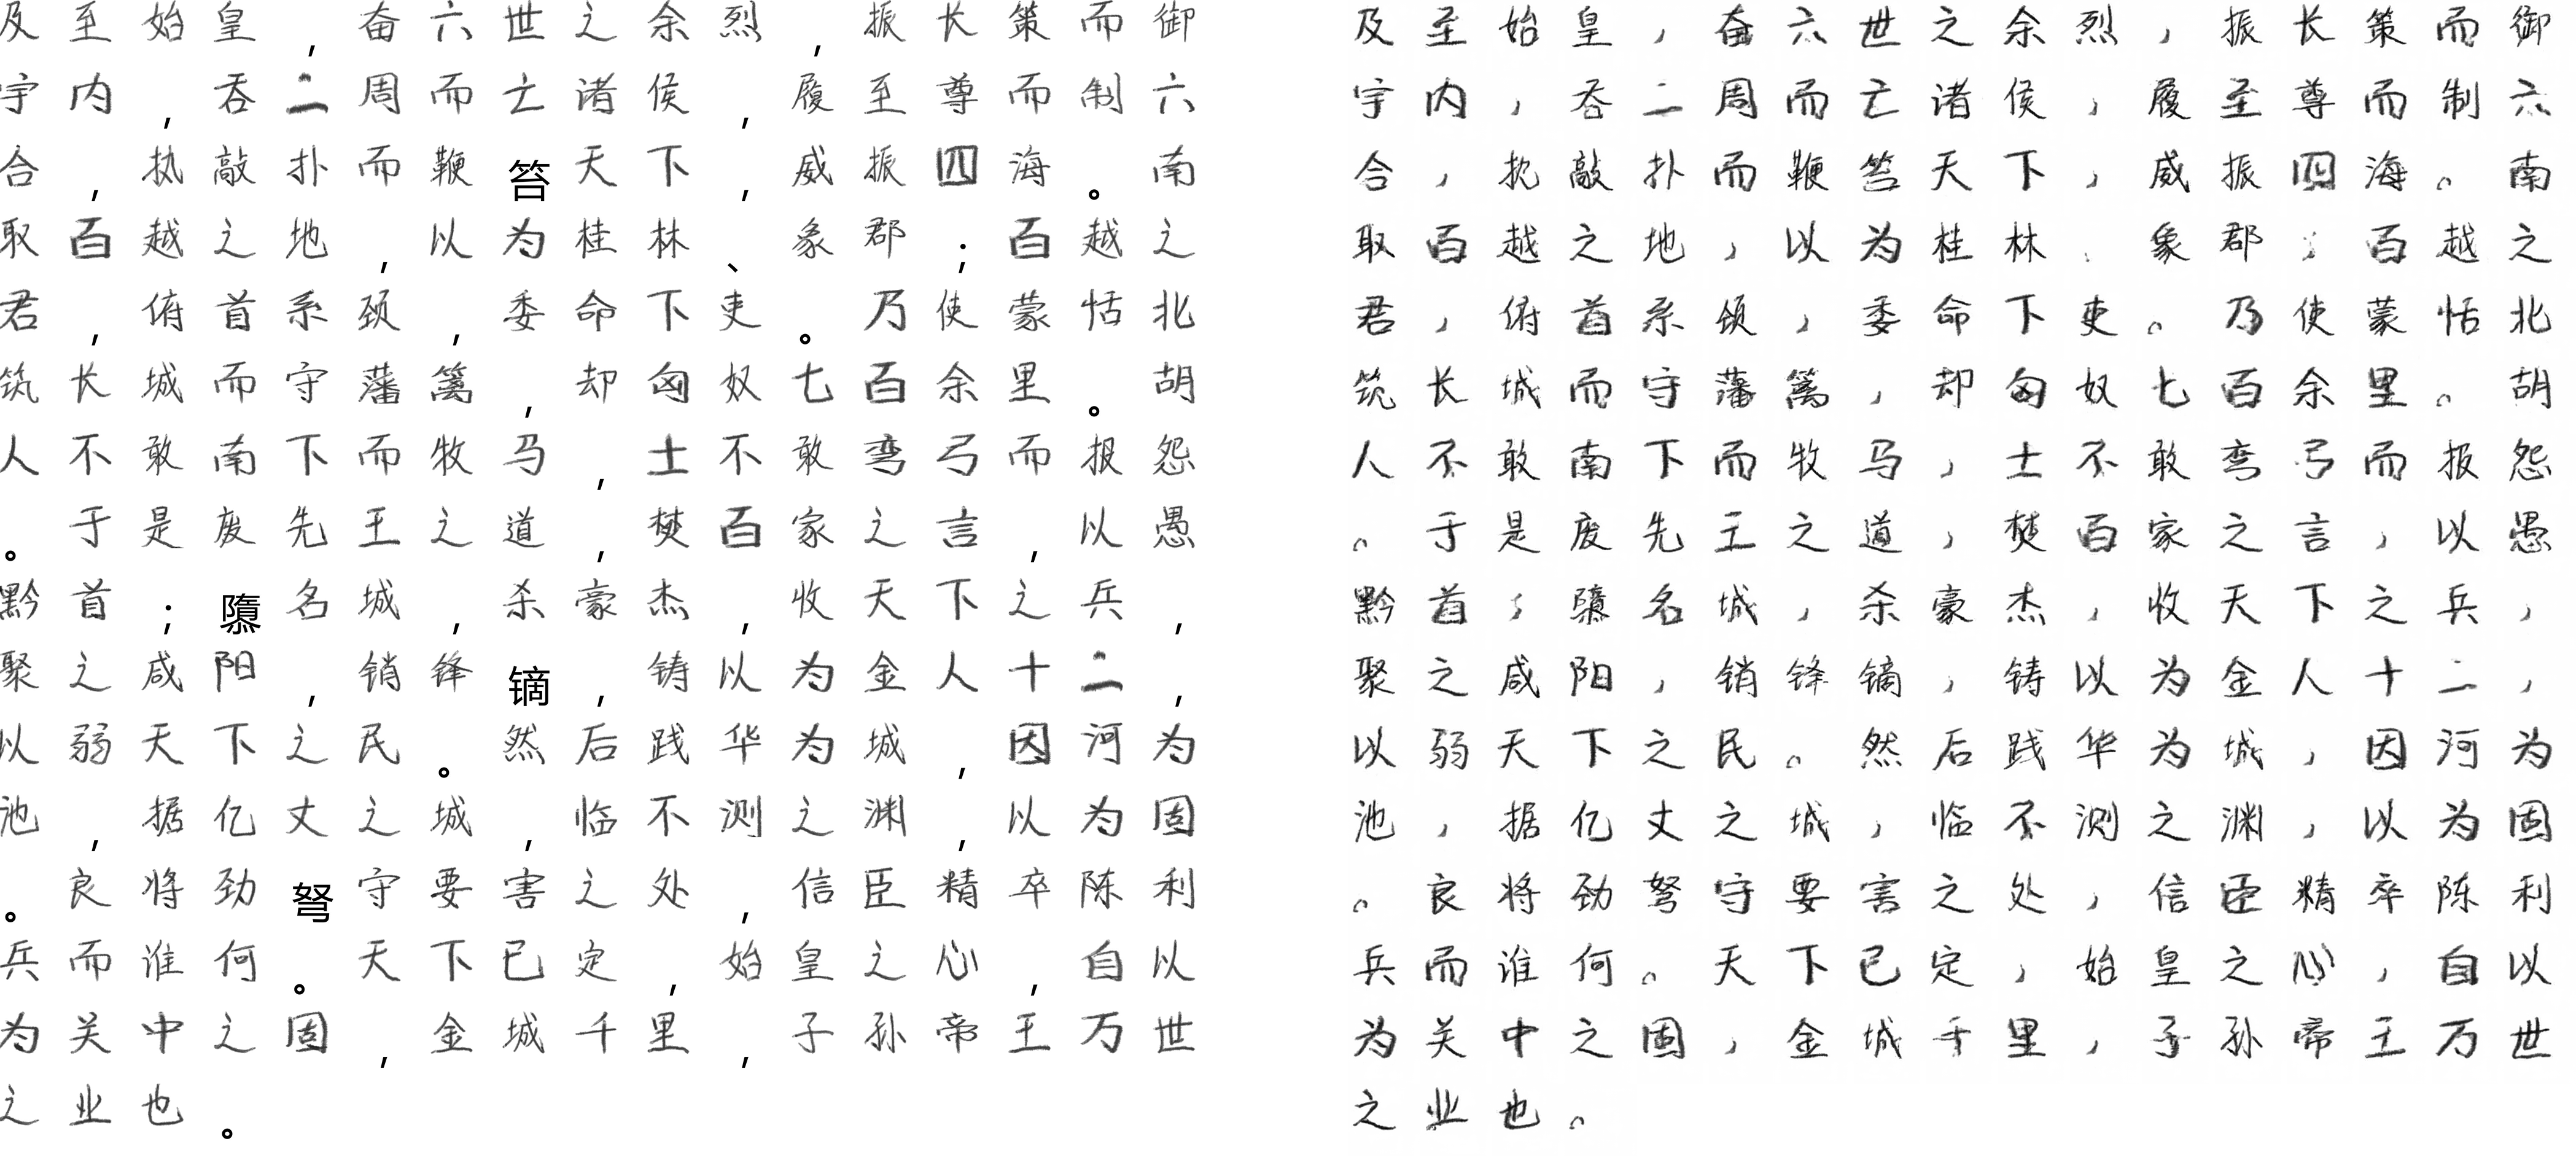 及至始皇,奋六世之余烈,振长策而御
宇内,吞二周而亡诸侯,履至尊而制六
合,执敲扑而鞭笞天下,威振四海。南
取百越之地,以为桂林、象郡;百越之
君,俯首系颈,委命下吏。乃使蒙恬北
筑长城而守藩篱,却匈奴七百余里。胡
人不敢南下而牧马,士不敢弯弓而报怨
。于是废先王之道,焚百家之言,以愚
黔首;隳名城,杀豪杰,收天下之兵,
聚之咸阳,销锋镝,铸以为金人十二,
以弱天下之民。然后践华为城,因河为
池,据亿丈之城,临不测之渊,以为固
。良将劲弩守要害之处,信臣精卒陈利
兵而谁何。天下已定,始皇之心,自以
为关中之固,金城千里,子孙帝王万世
之业也。
及至始皇,奋六世之余烈,振长策而御
宇内,吞二周而亡诸侯,履至尊而制六
合,执敲扑而鞭笞天下,威振四海。南
取百越之地,以为桂林、象郡;百越之
君,俯首系颈,委命下吏。乃使蒙恬北
筑长城而守藩篱,却匈奴七百余里。胡
人不敢南下而牧马,士不敢弯弓而报怨
。于是废先王之道,焚百家之言,以愚
黔首;隳名城,杀豪杰,收天下之兵,
聚之咸阳,销锋镝,铸以为金人十二,
以弱天下之民。然后践华为城,因河为
池,据亿丈之城,临不测之渊,以为固
。良将劲弩守要害之处,信臣精卒陈利
兵而谁何。天下已定,始皇之心,自以
为关中之固,金城千里,子孙帝王万世
之业也。